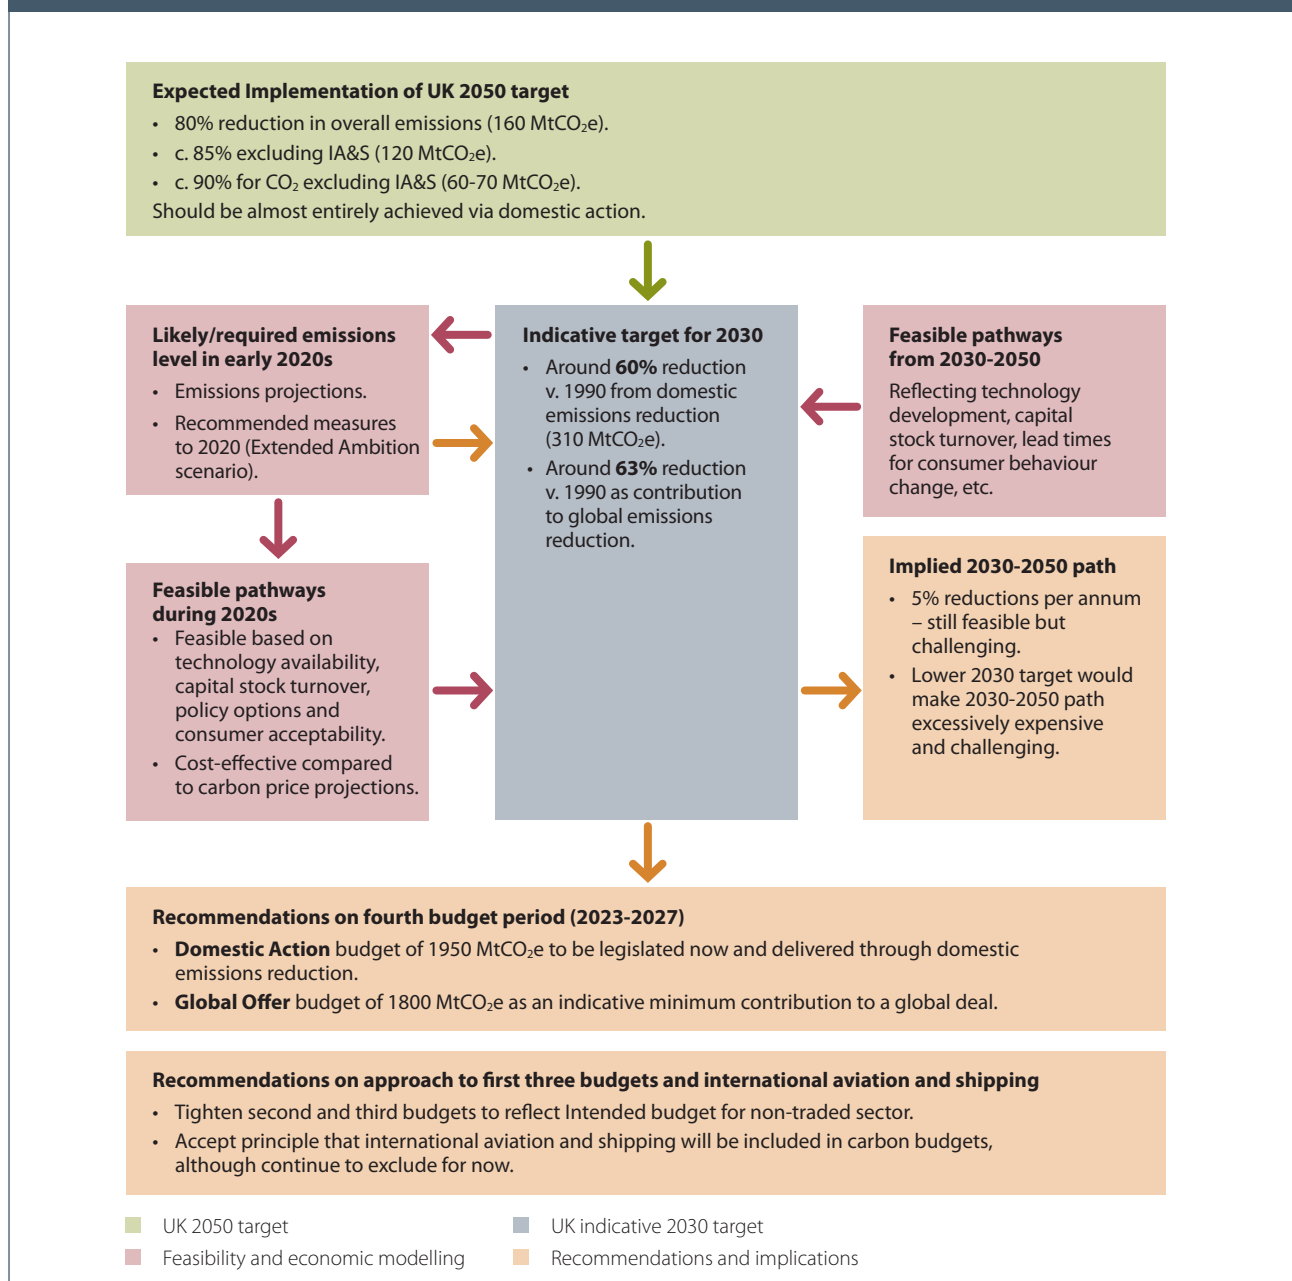 Expected Implementation of UK 2050 target
• 80% reduction in overall emissions (160 MtCO₂e).
• c. 85% excluding IA&S (120 MtCO₂e).
• c. 90% for CO₂ excluding IA&S (60-70 MtCO₂e).
Should be almost entirely achieved via domestic action.
Likely/required emissions
level in early 2020s
• Emissions projections.
• Recommended measures
to 2020 (Extended Ambition
scenario).
Feasible pathways
during 2020s
• Feasible based on
technology availability,
capital stock turnover,
policy options and
consumer acceptability.
• Cost-effective compared
to carbon price projections.
Indicative target for 2030
• Around 60% reduction
v. 1990 from domestic
emissions reduction
(310 MtCO₂e).
• Around 63% reduction
v. 1990 as contribution
to global emissions
reduction.
Feasible pathways
from 2030-2050
Reflecting technology
development, capital
stock turnover, lead times
for consumer behaviour
change, etc.
Implied 2030-2050 path
• 5% reductions per annum
– still feasible but
challenging.
• Lower 2030 target would
make 2030-2050 path
excessively expensive
and challenging.
Recommendations on fourth budget period (2023-2027)
• Domestic Action budget of 1950 MtCO₂e to be legislated now and delivered through domestic
emissions reduction.
• Global Offer budget of 1800 MtCO₂e as an indicative minimum contribution to a global deal.
Recommendations on approach to first three budgets and international aviation and shipping
• Tighten second and third budgets to reflect Intended budget for non-traded sector.
• Accept principle that international aviation and shipping will be included in carbon budgets,
although continue to exclude for now.
UK 2050 target
UK indicative 2030 target
Feasibility and economic modelling
Recommendations and implications